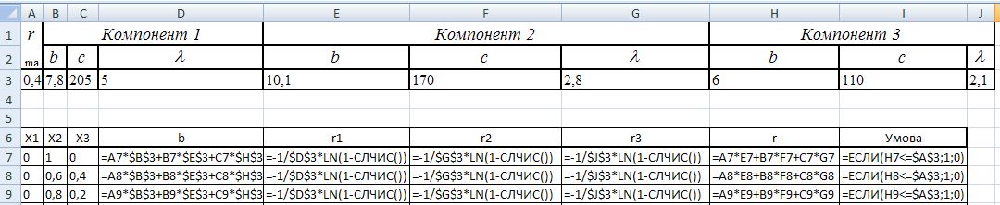 A B C D E F G H I J
1 r Компонент 1 Компонент 2 Компонент 3
2 ma b c λ b c λ b c λ
3 0,4 7,8 205 5 10,1 170 2,8 6 110 2,1
4
5
6 X1 X2 X3 b r1 r2 r3 r Умова
7 0 1 0 =A7*$B$3+B7*$E$3+C7*$H$3 =-1/$D$3*LN(1-СЛЧИС()) =-1/$G$3*LN(1-СЛЧИС()) =-1/$J$3*LN(1-СЛЧИС()) =A7*E7+B7*F7+C7*G7 =ЕСЛИ(H7<=$A$3;1;0)
8 0 0,6 0,4 =A8*$B$3+B8*$E$3+C8*$H$3 =-1/$D$3*LN(1-СЛЧИС()) =-1/$G$3*LN(1-СЛЧИС()) =-1/$J$3*LN(1-СЛЧИС()) =A8*E8+B8*F8+C8*G8 =ЕСЛИ(H8<=$A$3;1;0)
9 0 0,8 0,2 =A9*$B$3+B9*$E$3+C9*$H$3 =-1/$D$3*LN(1-СЛЧИС()) =-1/$G$3*LN(1-СЛЧИС()) =-1/$J$3*LN(1-СЛЧИС()) =A9*E9+B9*F9+C9*G9 =ЕСЛИ(H9<=$A$3;1;0)